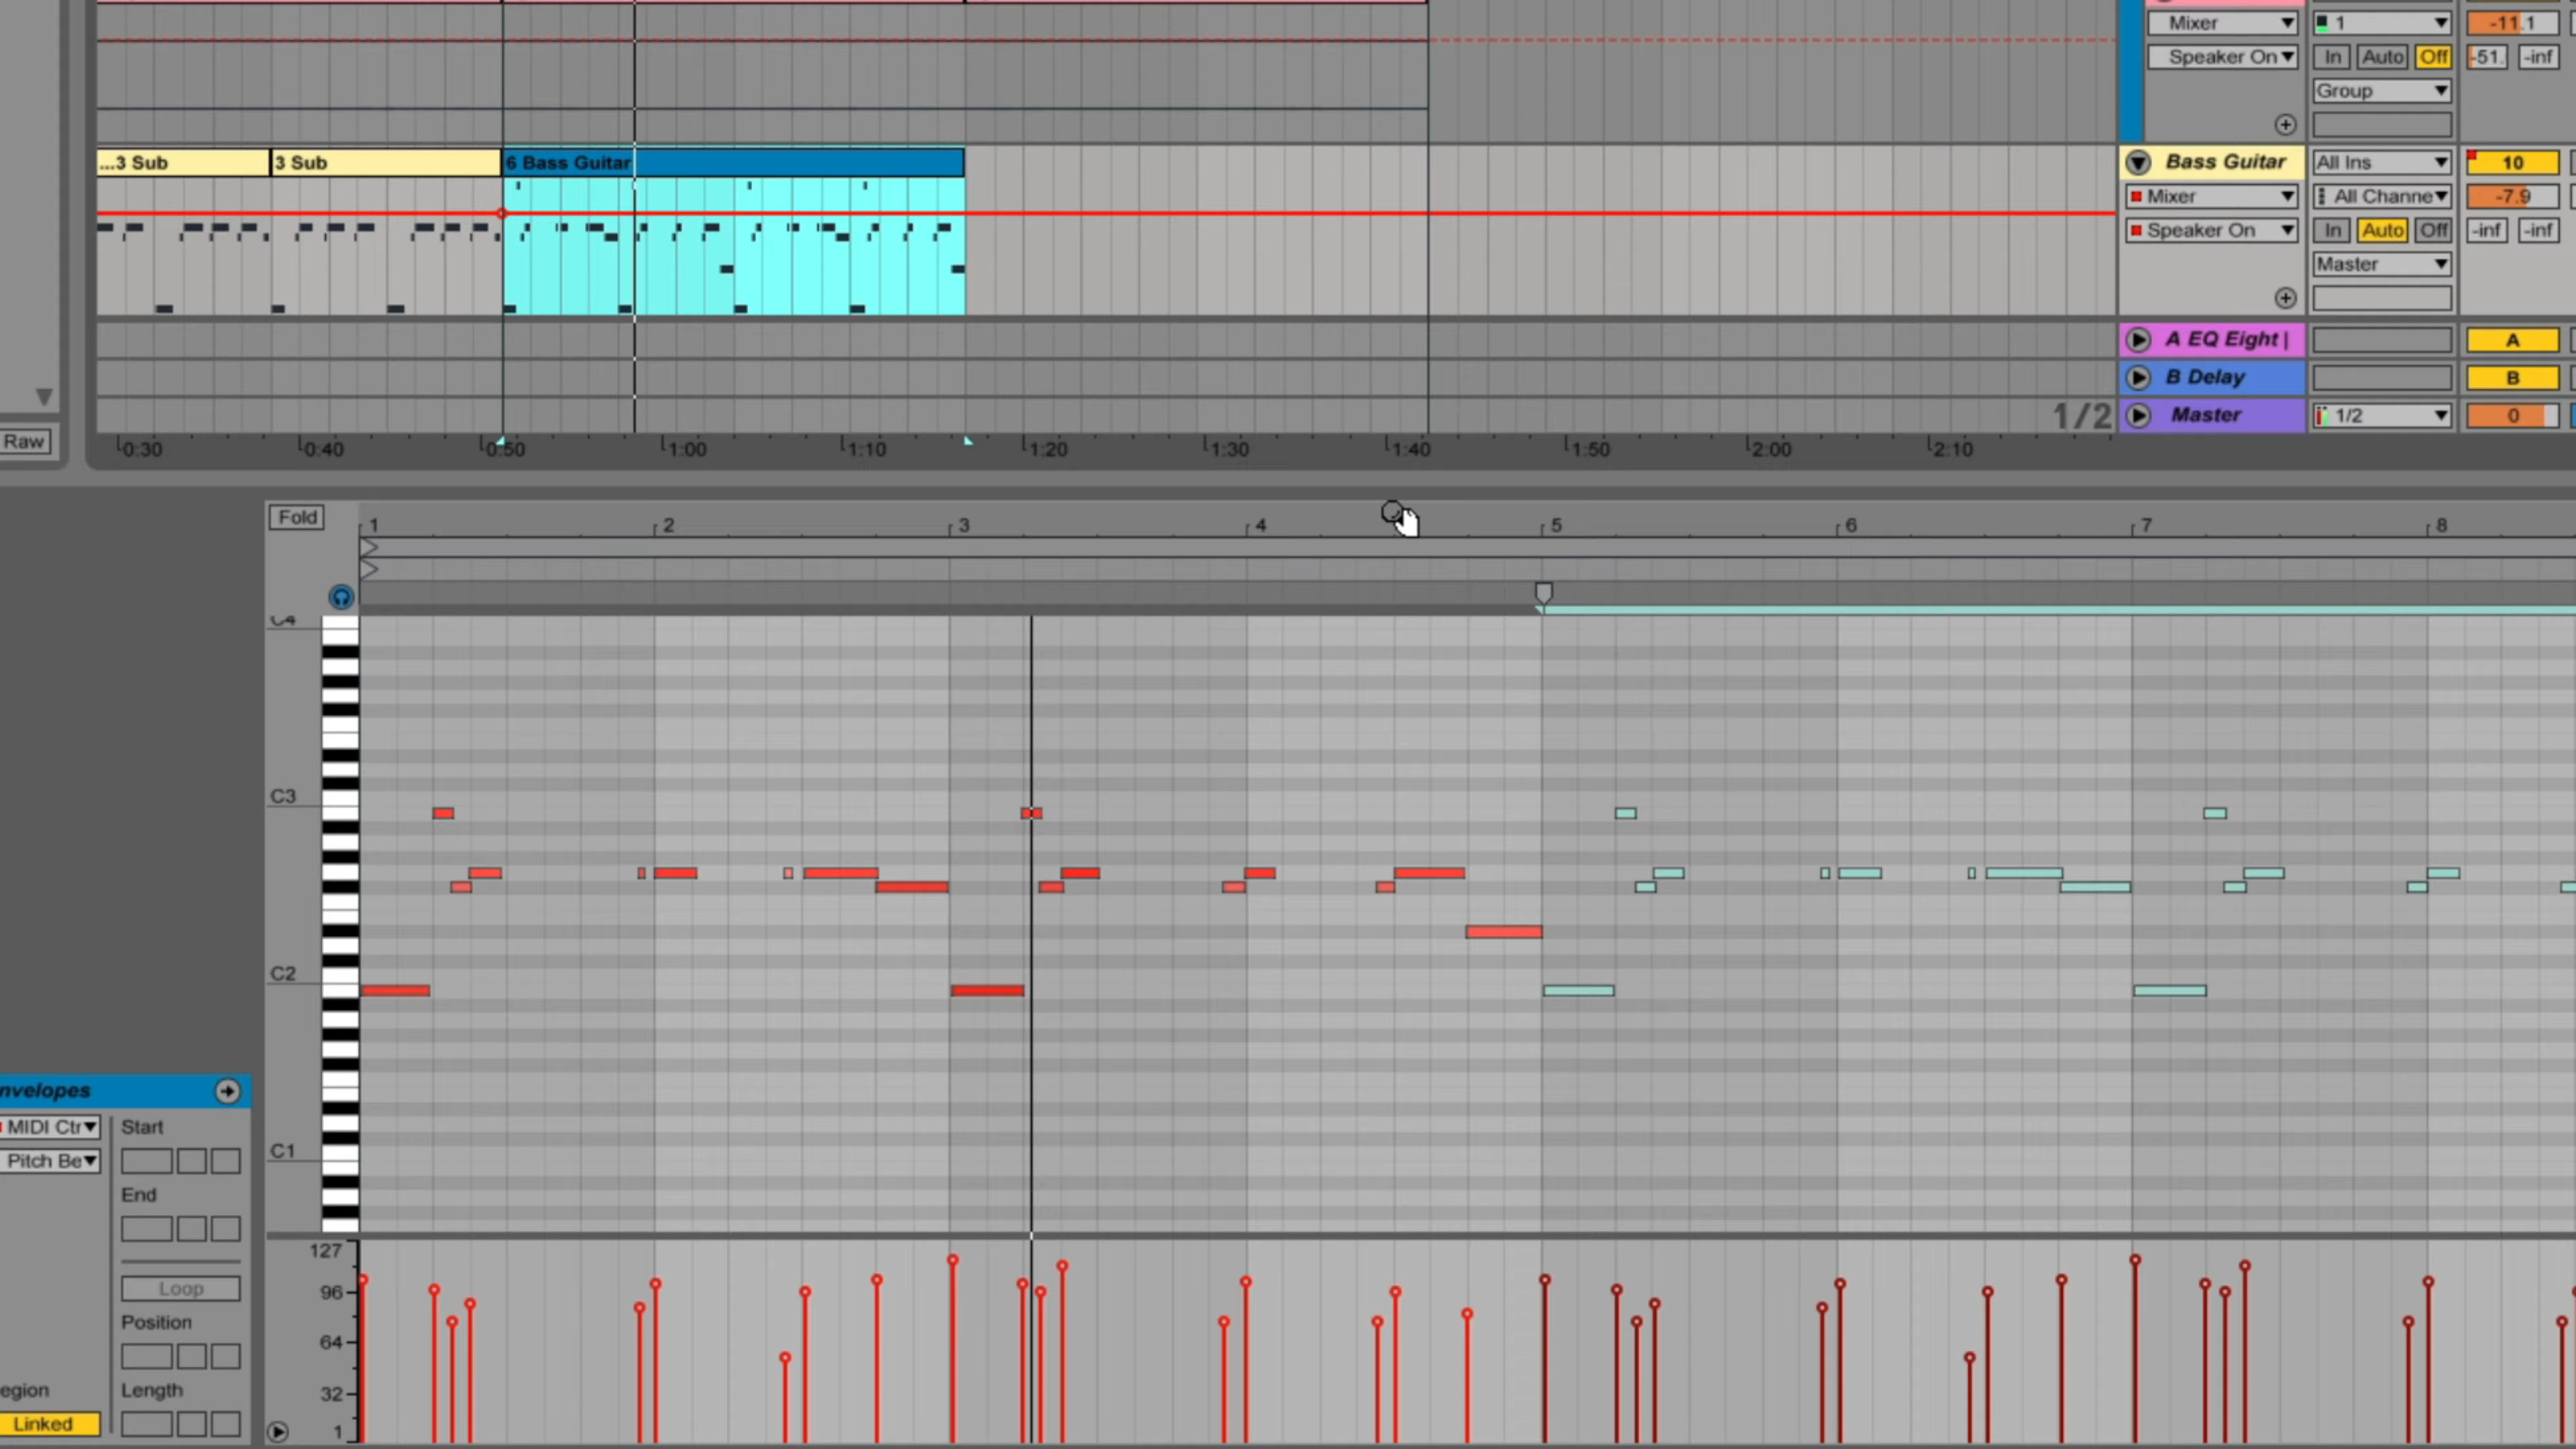 Mixer 1 -11.1
Speaker On In Auto Off -51. -inf
Group
...3 Sub 3 Sub 6 Bass Guitar Bass Guitar All Ins 10
Mixer All Channe -7.9
Speaker On In Auto Off -inf -inf
Master
A EQ Eight | A
B Delay B
1/2 Master 1/2 0
Raw 0:30 0:40 0:50 1:00 1:10 1:20 1:30 1:40 1:50 2:00 2:10
Fold 1 2 3 4 5 6 7 8
C4
C3
C2
C1
nvelopes
MIDI Ctr Start
Pitch Be
End
Loop
Position
egion Length
Linked
127
96
64
32
1